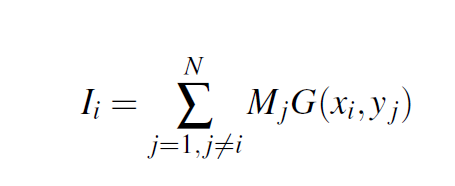 I_i = \sum_{j=1, j \neq i}^{N} M_j G(x_i, y_j)